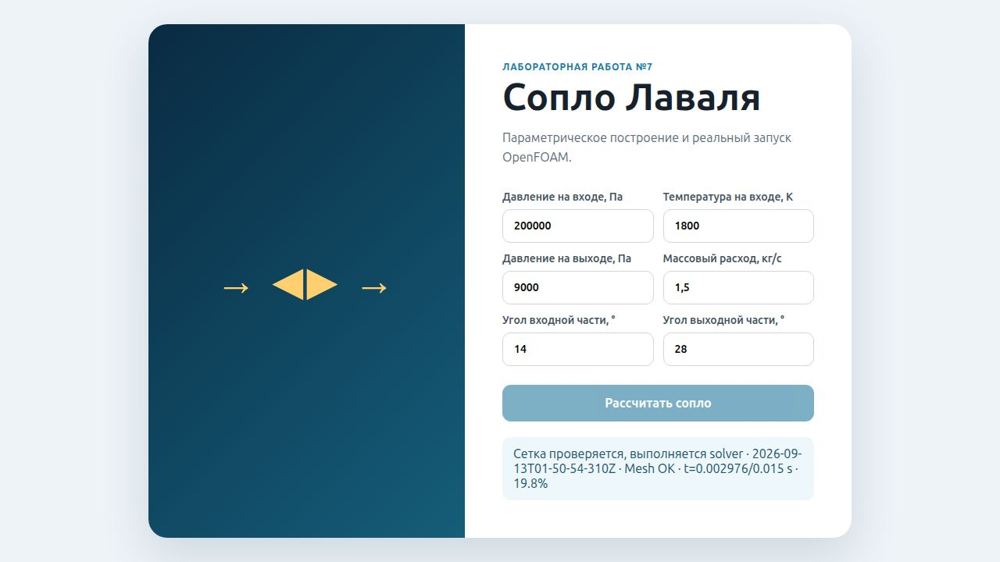 ЛАБОРАТОРНАЯ РАБОТА №7
Сопло Лаваля
Параметрическое построение и реальный запуск
OpenFOAM.
Давление на входе, Па
Температура на входе, К
200000
1800
Давление на выходе, Па
Массовый расход, кг/с
9000
1,5
Угол входной части, °
Угол выходной части, °
14
28
Рассчитать сопло
Сетка проверяется, выполняется solver · 2026-09-
13T01-50-54-310Z · Mesh OK · t=0.002976/0.015 s ·
19.8%